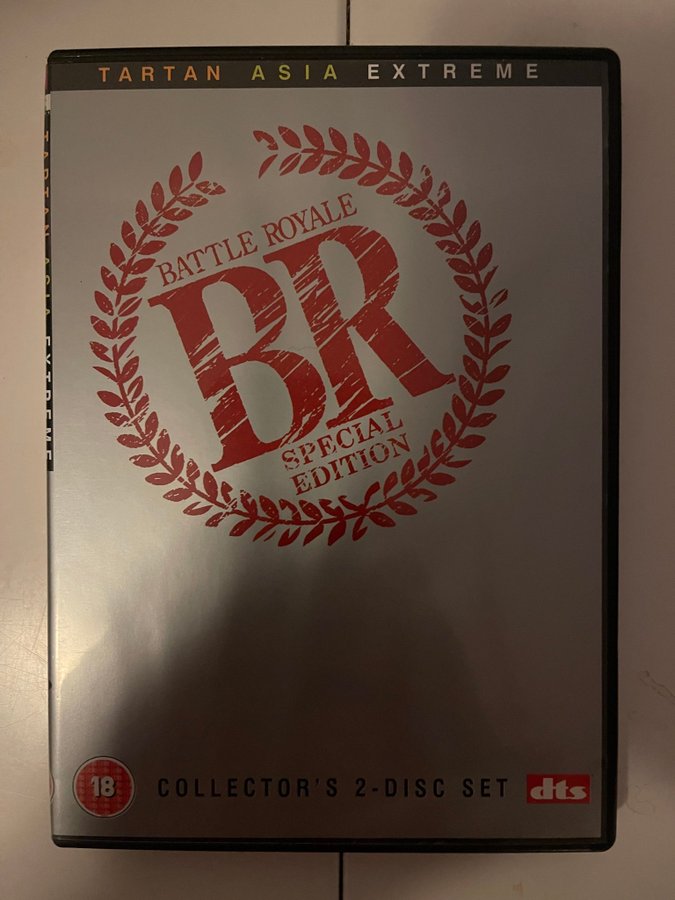 TARTAN ASIA EXTREME
TARTAN ASIA EXTREME
BATTLE ROYALE
BR
SPECIAL
EDITION
18
COLLECTOR'S 2-DISC SET
dts